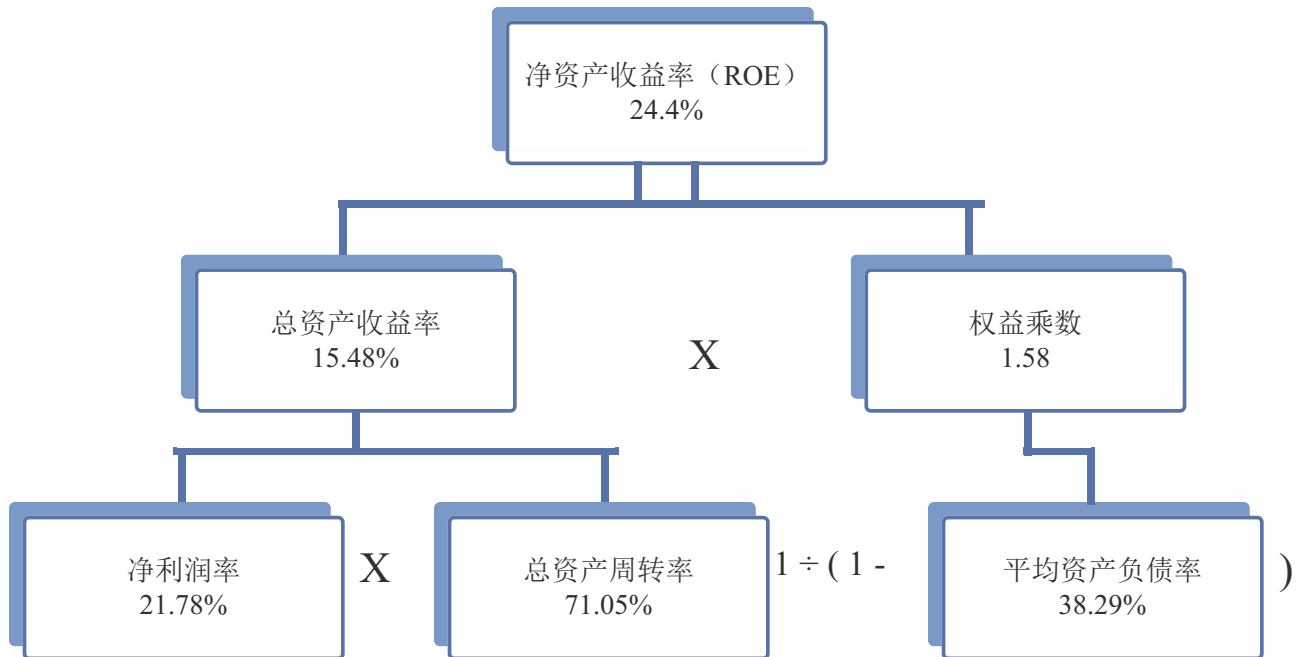 净资产收益率（ROE）
24.4%
总资产收益率
15.48%
X
权益乘数
1.58
净利润率
21.78%
X
总资产周转率
71.05%
1 ÷ ( 1 -
平均资产负债率
38.29%
)